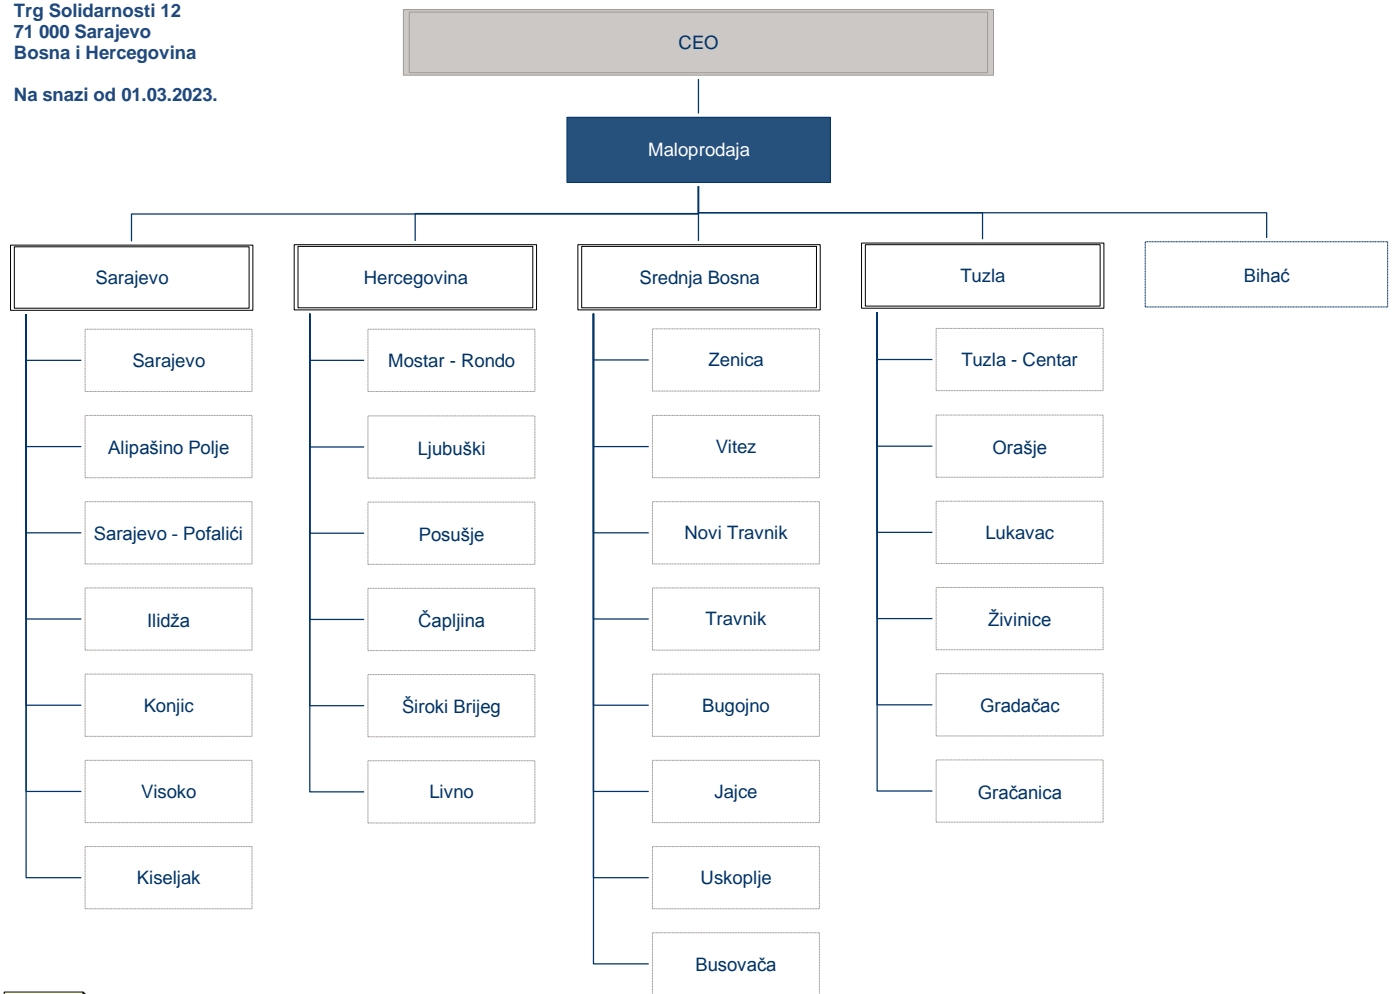 Trg Solidarnosti 12
71 000 Sarajevo
Bosna i Hercegovina
Na snazi od 01.03.2023.
CEO
Maloprodaja
Sarajevo
Hercegovina
Srednja Bosna
Tuzla
Bihać
Sarajevo
Mostar - Rondo
Zenica
Tuzla - Centar
Alipašino Polje
Ljubuški
Vitez
Orašje
Sarajevo - Pofalići
Posušje
Novi Travnik
Lukavac
Ilidža
Čapljina
Travnik
Živinice
Konjic
Široki Brijeg
Bugojno
Gradačac
Visoko
Livno
Jajce
Gračanica
Kiseljak
Uskoplje
Busovača